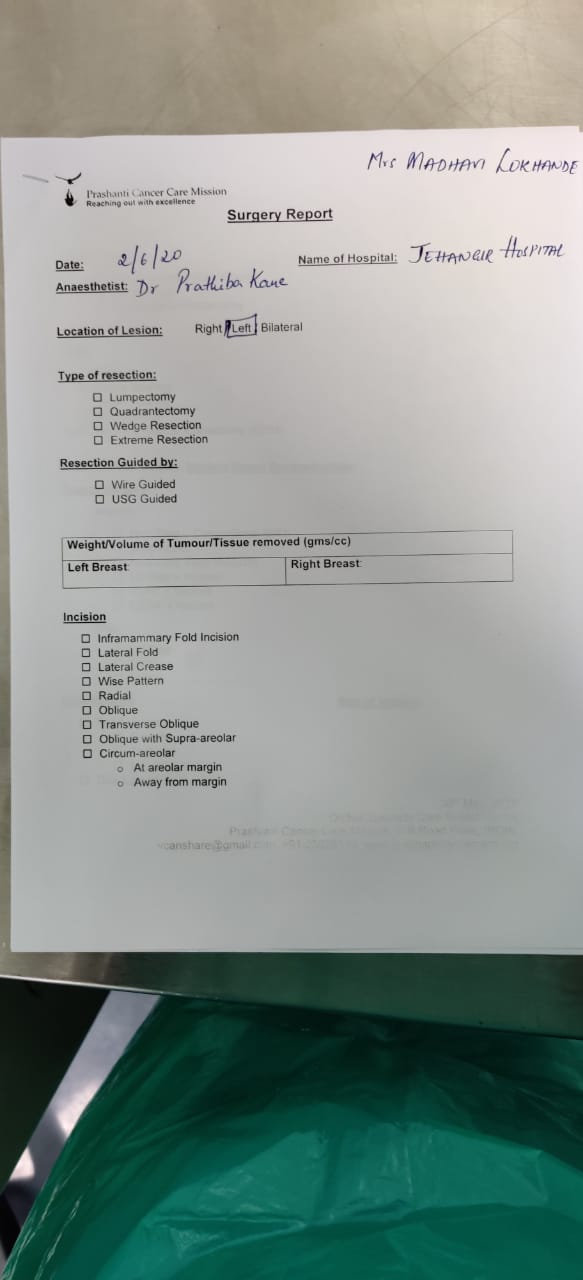 Mrs MADHAVI LOKHANDE
Prashanti Cancer Care Mission
Reaching out with excellence
Surgery Report
Date: 2/6/20 Name of Hospital: JEHANGIR HOSPITAL
Anaesthetist: Dr Prathiba Kane
Location of Lesion: Right / Left / Bilateral
Type of resection:
☐ Lumpectomy
☐ Quadrantectomy
☐ Wedge Resection
☐ Extreme Resection
Resection Guided by:
☐ Wire Guided
☐ USG Guided
Weight/Volume of Tumour/Tissue removed (gms/cc)
Left Breast: Right Breast:
Incision
☐ Inframammary Fold Incision
☐ Lateral Fold
☐ Lateral Crease
☐ Wise Pattern
☐ Radial
☐ Oblique
☐ Transverse Oblique
☐ Oblique with Supra-areolar
☐ Circum-areolar
o At areolar margin
o Away from margin